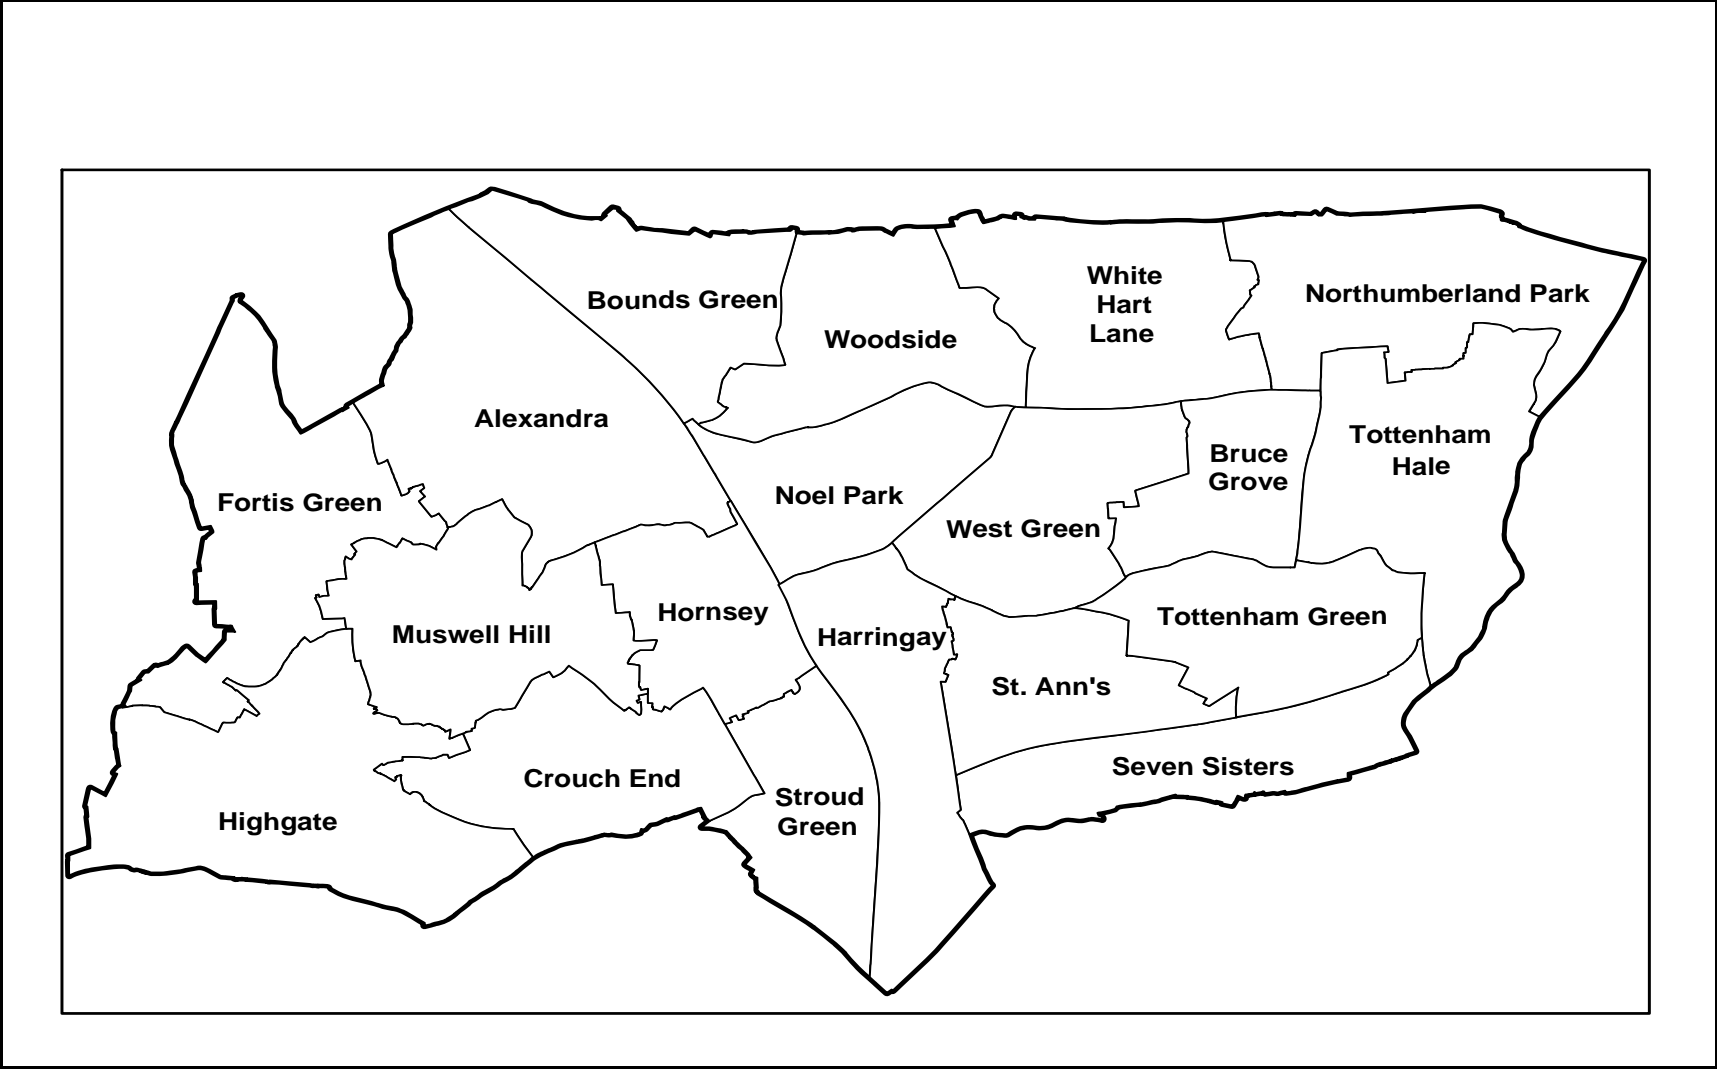 White
Hart
Lane
Northumberland Park
Bounds Green
Woodside
Alexandra
Tottenham
Hale
Bruce
Grove
Noel Park
Fortis Green
West Green
Hornsey
Tottenham Green
Muswell Hill
Harringay
St. Ann's
Seven Sisters
Crouch End
Stroud
Green
Highgate